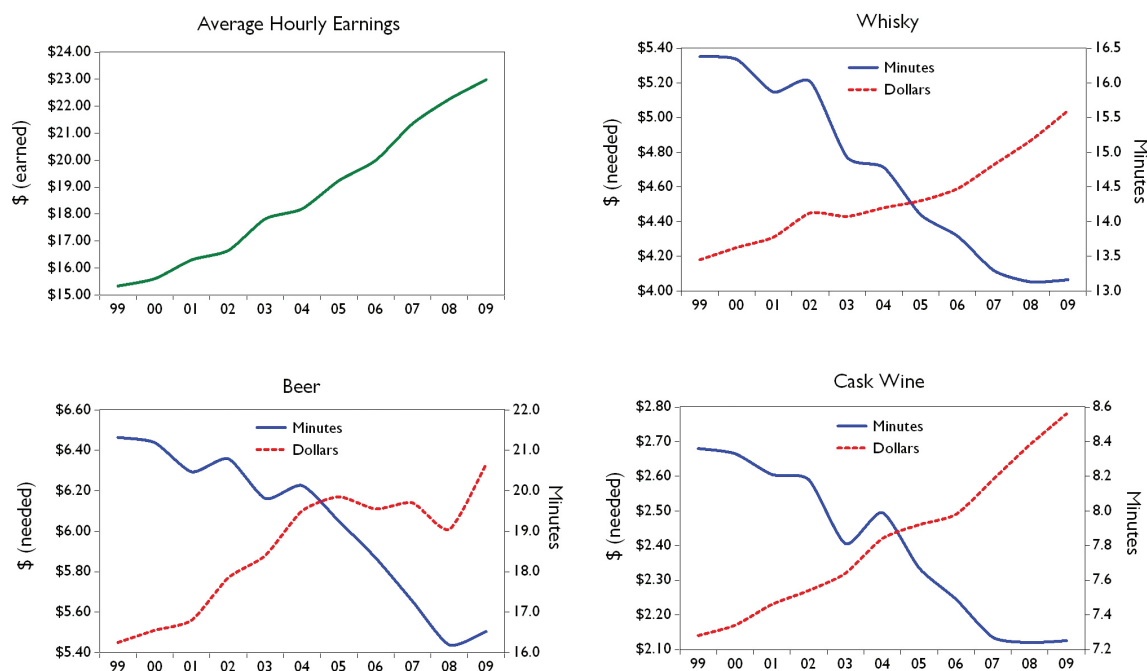 Average Hourly Earnings
$ (earned)
$24.00
$23.00
$22.00
$21.00
$20.00
$19.00
$18.00
$17.00
$16.00
$15.00
99 00 01 02 03 04 05 06 07 08 09
Whisky
$ (needed)
$5.40
$5.20
$5.00
$4.80
$4.60
$4.40
$4.20
$4.00
Minutes
Dollars
16.5
16.0
15.5
15.0
14.5
14.0
13.5
13.0
Minutes
99 00 01 02 03 04 05 06 07 08 09
Beer
$ (needed)
$6.60
$6.40
$6.20
$6.00
$5.80
$5.60
$5.40
Minutes
Dollars
22.0
21.0
20.0
19.0
18.0
17.0
16.0
Minutes
99 00 01 02 03 04 05 06 07 08 09
Cask Wine
$ (needed)
$2.80
$2.70
$2.60
$2.50
$2.40
$2.30
$2.20
$2.10
Minutes
Dollars
8.6
8.4
8.2
8.0
7.8
7.6
7.4
7.2
Minutes
99 00 01 02 03 04 05 06 07 08 09